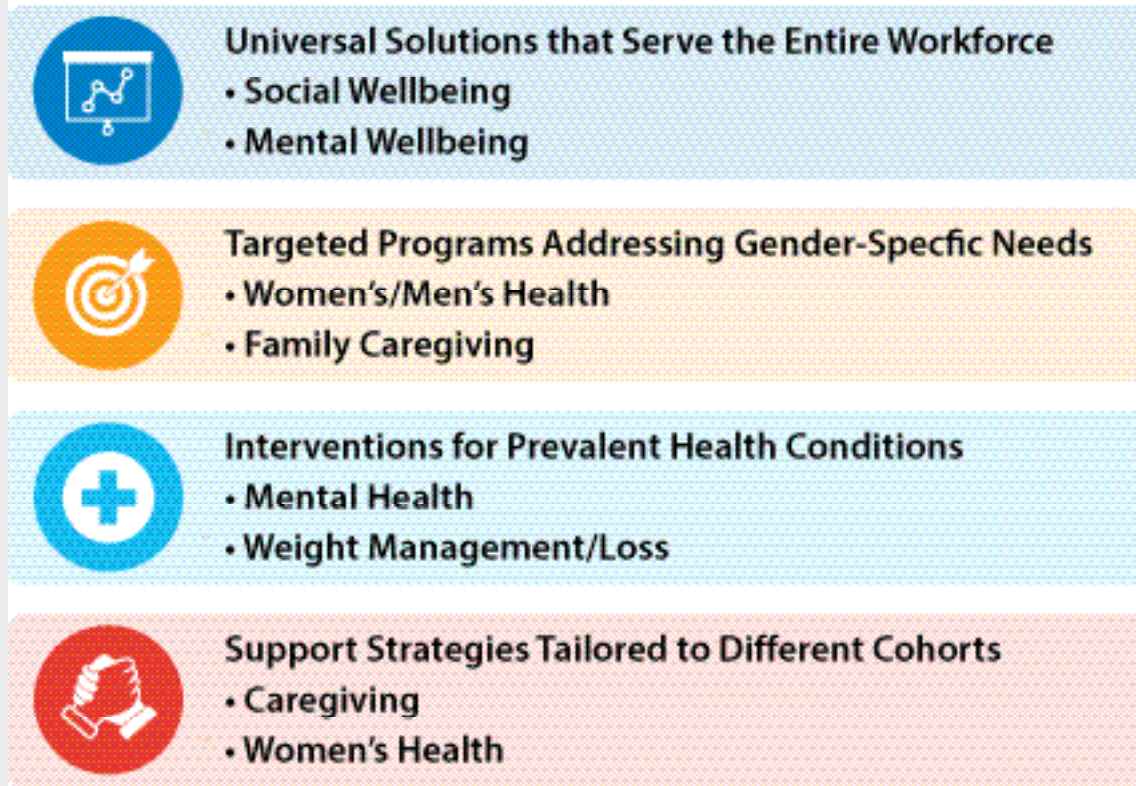 Universal Solutions that Serve the Entire Workforce
• Social Wellbeing
• Mental Wellbeing
Targeted Programs Addressing Gender-Specfic Needs
• Women's/Men's Health
• Family Caregiving
Interventions for Prevalent Health Conditions
• Mental Health
• Weight Management/Loss
Support Strategies Tailored to Different Cohorts
• Caregiving
• Women's Health